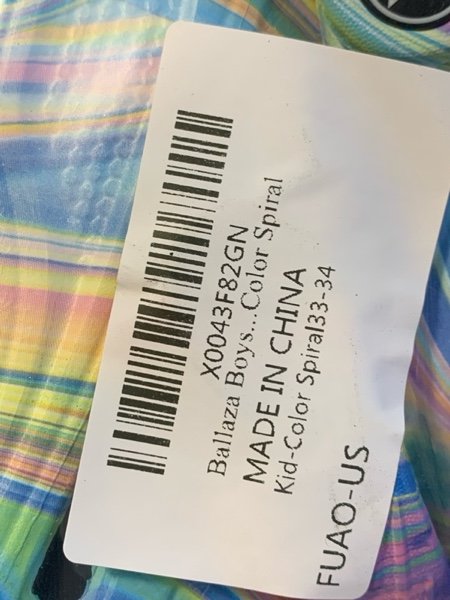 X0043F82GN
Ballaza Boys...Color Spiral
MADE IN CHINA
Kid-Color Spiral33-34
FUAO-US